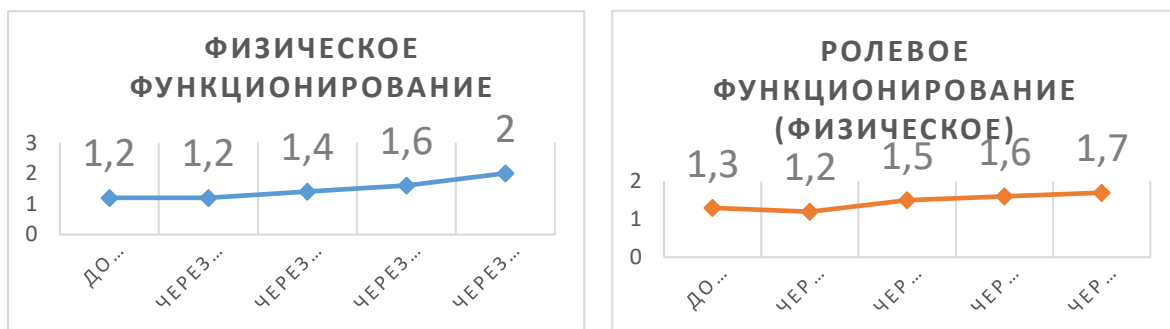 ФИЗИЧЕСКОЕ
ФУНКЦИОНИРОВАНИЕ
1,2 1,2 1,4 1,6 2
3
2
1
0
ДО… ЧЕРЕЗ… ЧЕРЕЗ… ЧЕРЕЗ… ЧЕРЕЗ…
РОЛЕВОЕ
ФУНКЦИОНИРОВАНИЕ
(ФИЗИЧЕСКОЕ)
1,3 1,2 1,5 1,6 1,7
2
1
0
ДО… ЧЕР… ЧЕР… ЧЕР… ЧЕР…